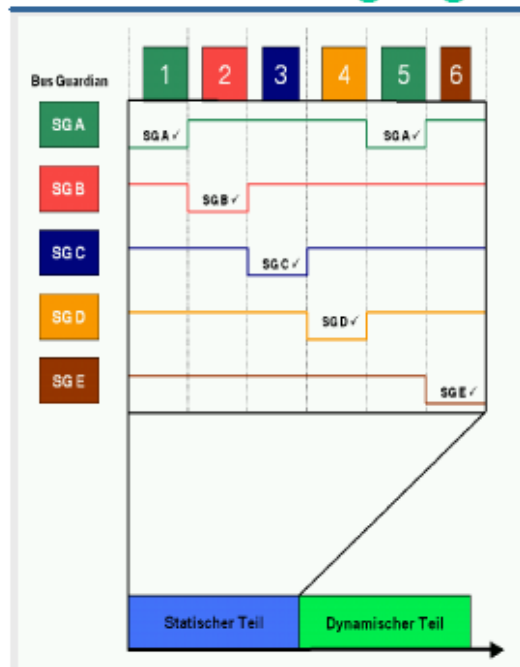 1 2 3 4 5 6
Bus Guardian
SG A
SG A ✓ SG A ✓
SG B
SG B ✓
SG C
SG C ✓
SG D
SG D ✓
SG E
SG E ✓
Statischer Teil Dynamischer Teil